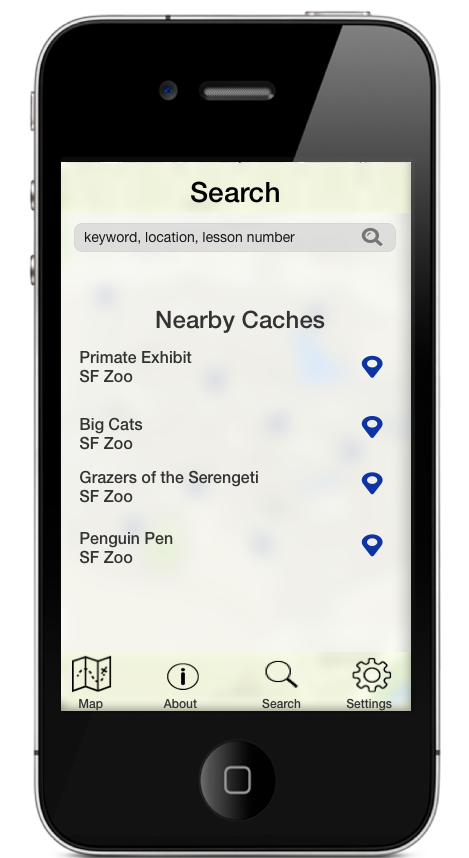 Search
keyword, location, lesson number
Nearby Caches
Primate Exhibit
SF Zoo
Big Cats
SF Zoo
Grazers of the Serengeti
SF Zoo
Penguin Pen
SF Zoo
Map
About
Search
Settings